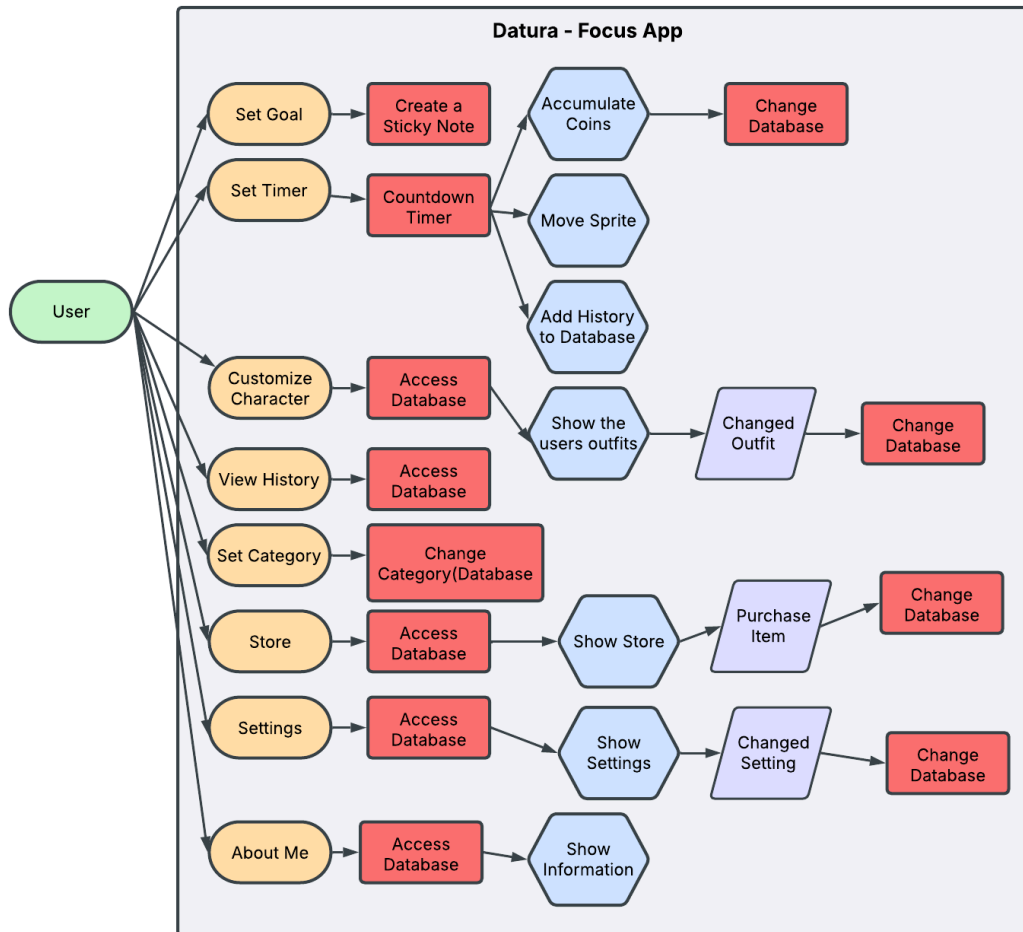 Datura - Focus App
Set Goal
Create a
Sticky Note
Accumulate
Coins
Change
Database
Set Timer
Countdown
Timer
Move Sprite
User
Add History
to Database
Customize
Character
Access
Database
Show the
users outfits
Changed
Outfit
Change
Database
View History
Access
Database
Set Category
Change
Category(Database
Store
Access
Database
Show Store
Purchase
Item
Change
Database
Settings
Access
Database
Show
Settings
Changed
Setting
Change
Database
About Me
Access
Database
Show
Information